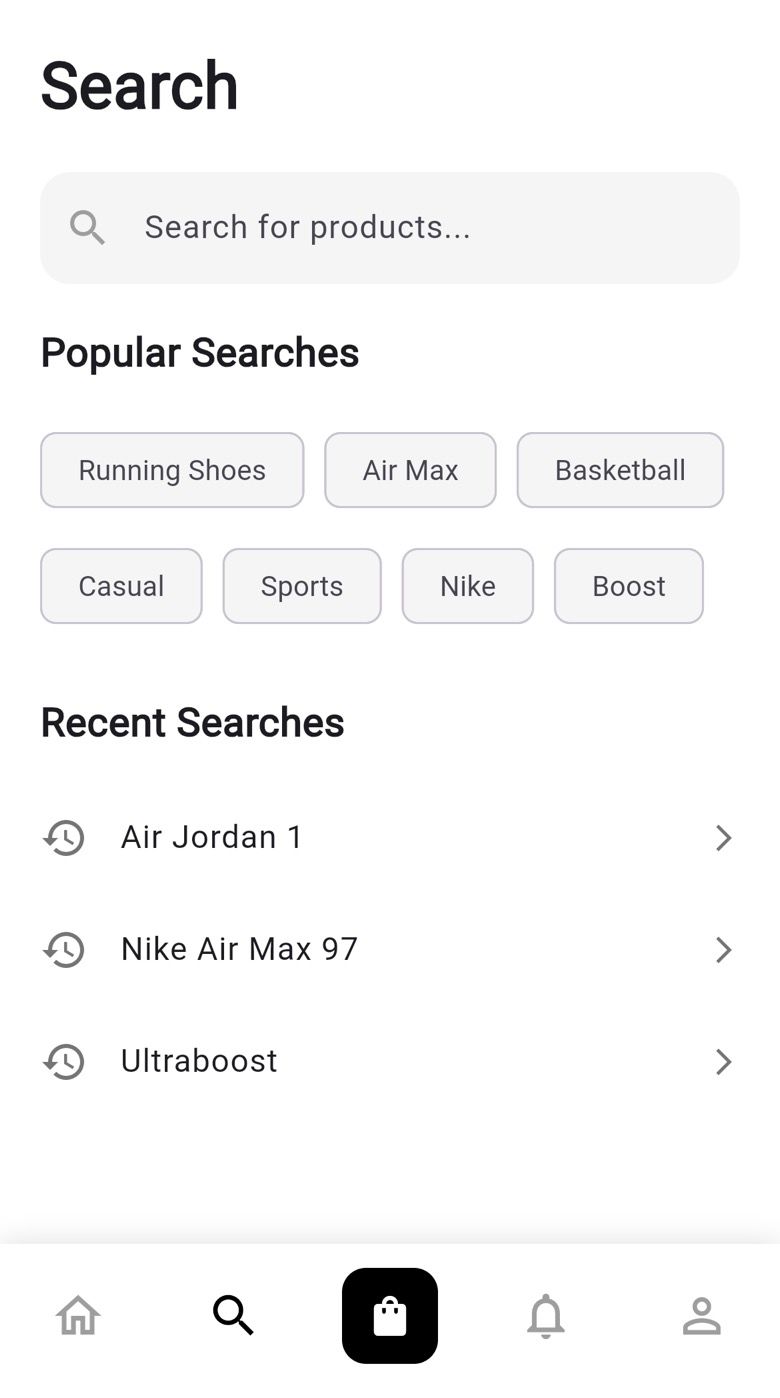 Search
Search for products...
Popular Searches
Running Shoes Air Max Basketball
Casual Sports Nike Boost
Recent Searches
Air Jordan 1
Nike Air Max 97
Ultraboost